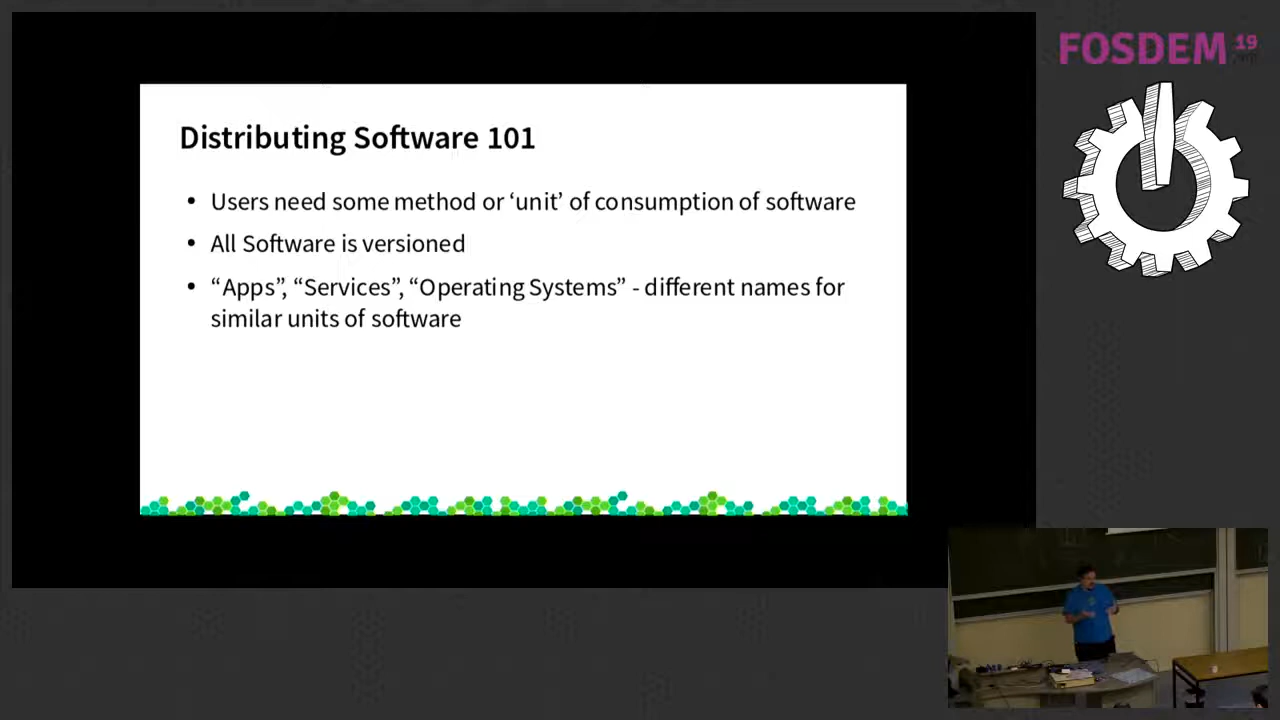 FOSDEM 19
Distributing Software 101
• Users need some method or ‘unit’ of consumption of software
• All Software is versioned
• “Apps”, “Services”, “Operating Systems” - different names for
similar units of software